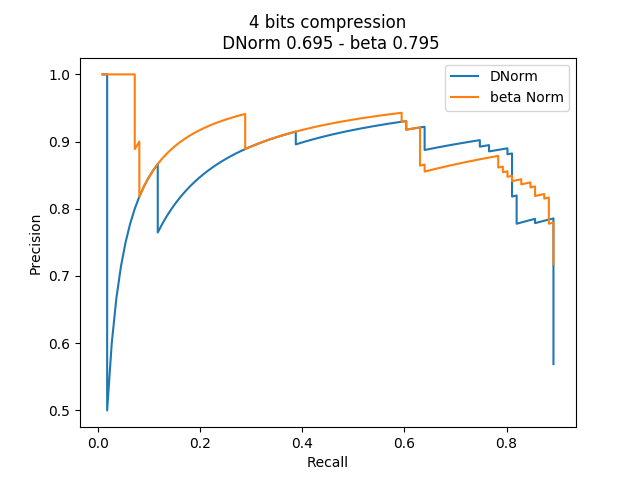 4 bits compression
DNorm 0.695 - beta 0.795
DNorm
beta Norm
1.0
0.9
0.8
0.7
0.6
0.5
Precision
0.0
0.2
0.4
0.6
0.8
Recall